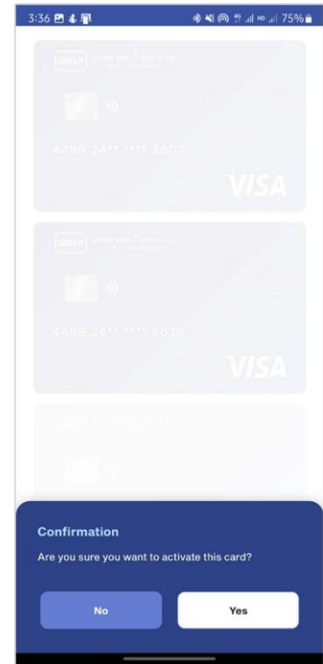 3:36
75%
4499 24** **** 3807
VISA
4499 24** **** 5636
VISA
Confirmation
Are you sure you want to activate this card?
No
Yes